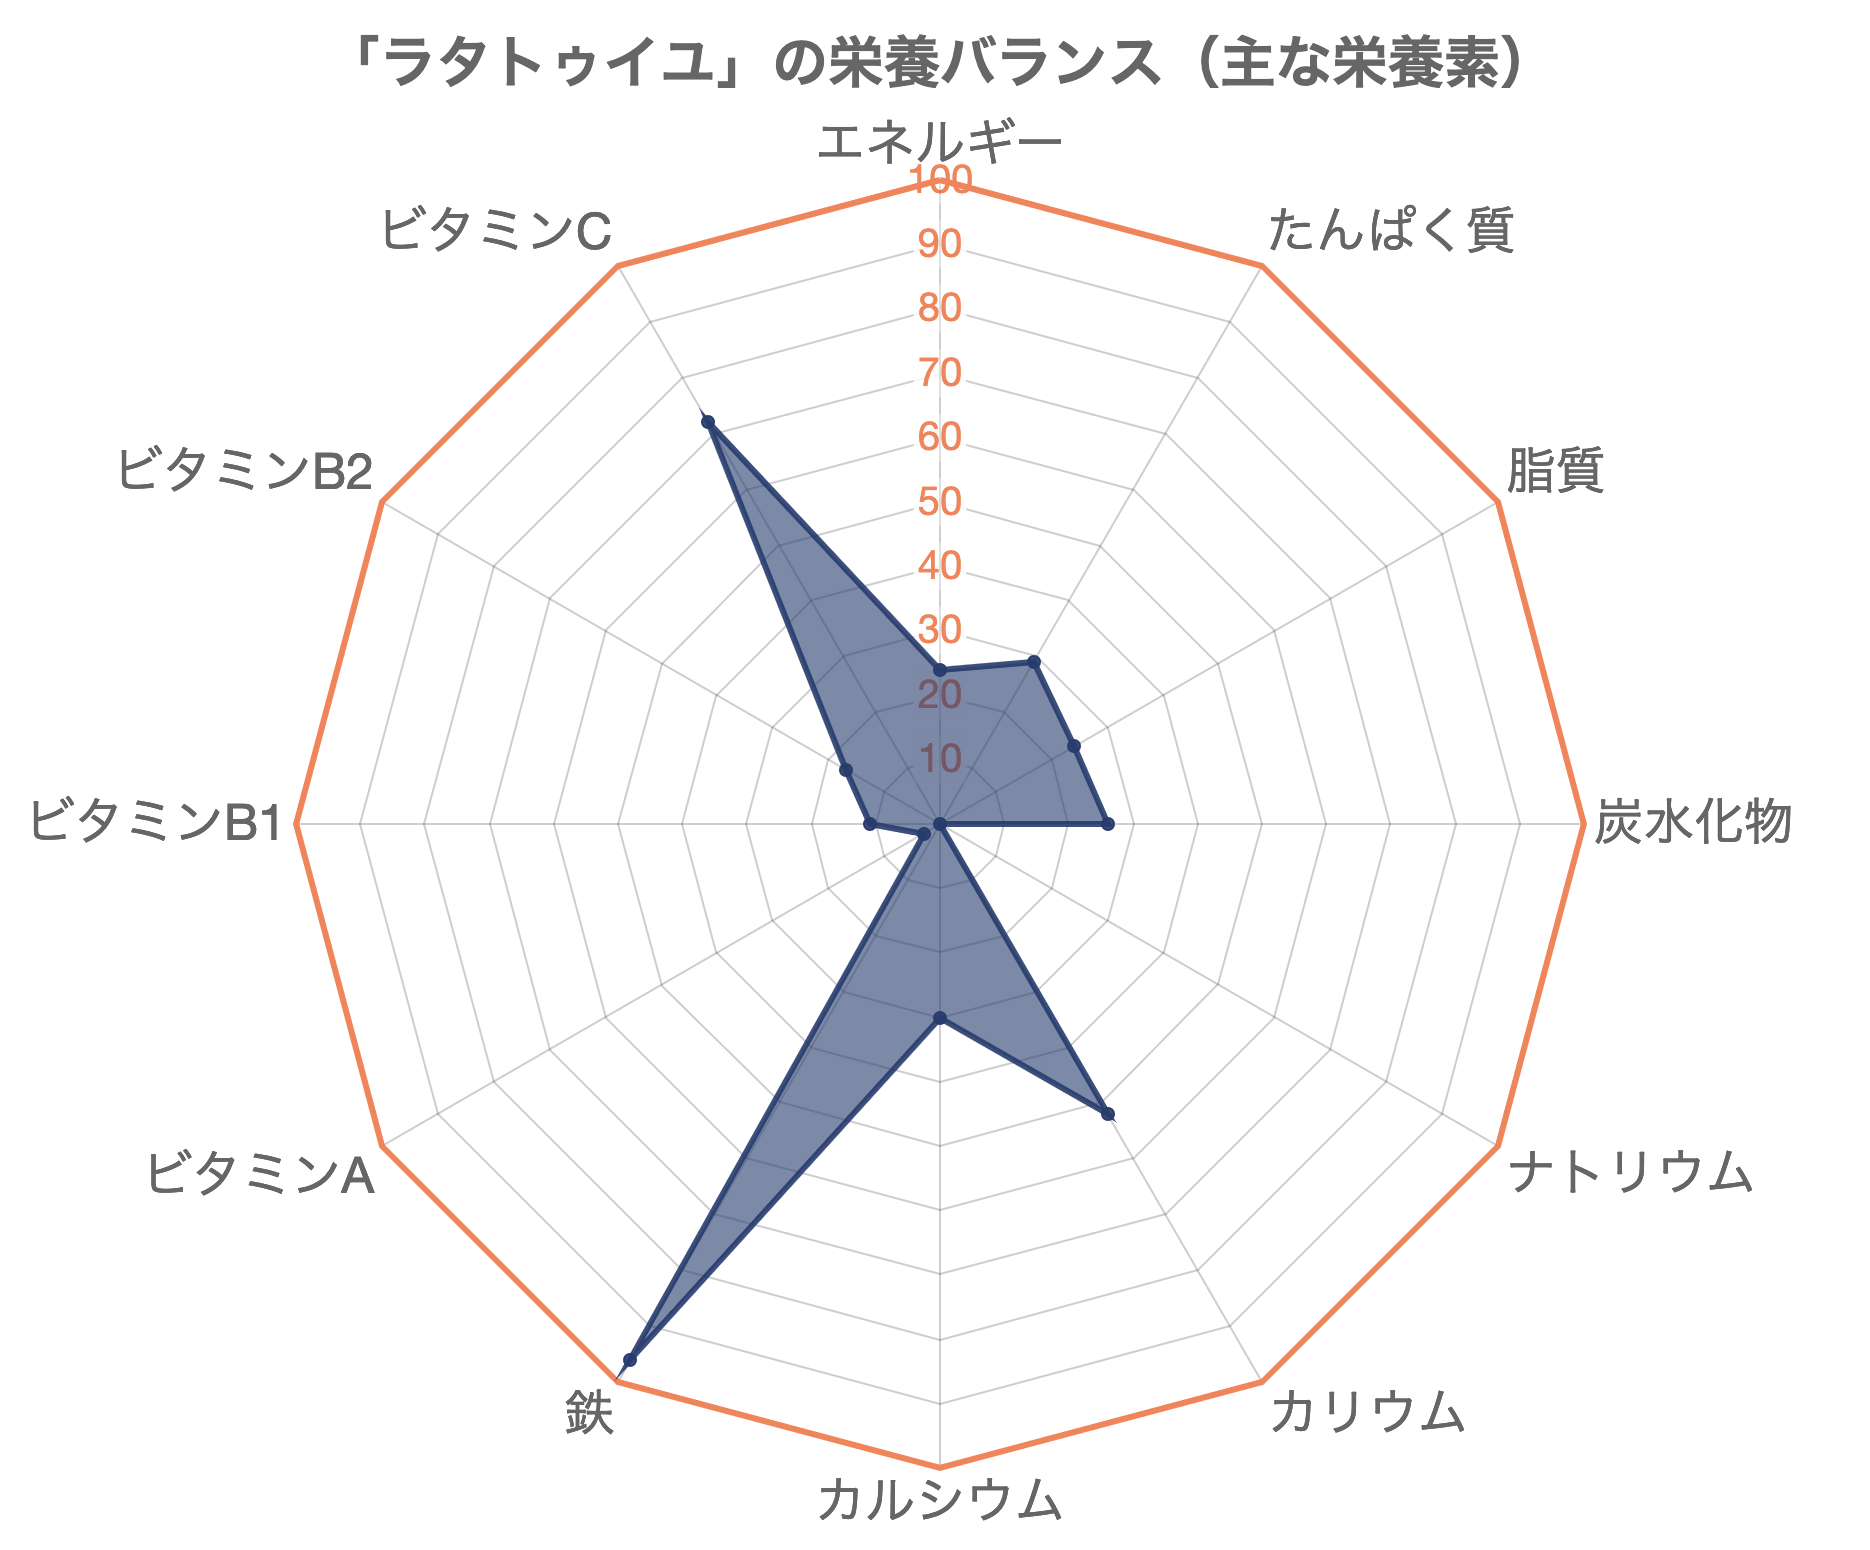 「ラタトゥイユ」の栄養バランス（主な栄養素）
エネルギー
たんぱく質
脂質
炭水化物
ナトリウム
カリウム
カルシウム
鉄
ビタミンA
ビタミンB1
ビタミンB2
ビタミンC
100
90
80
70
60
50
40
30
20
10